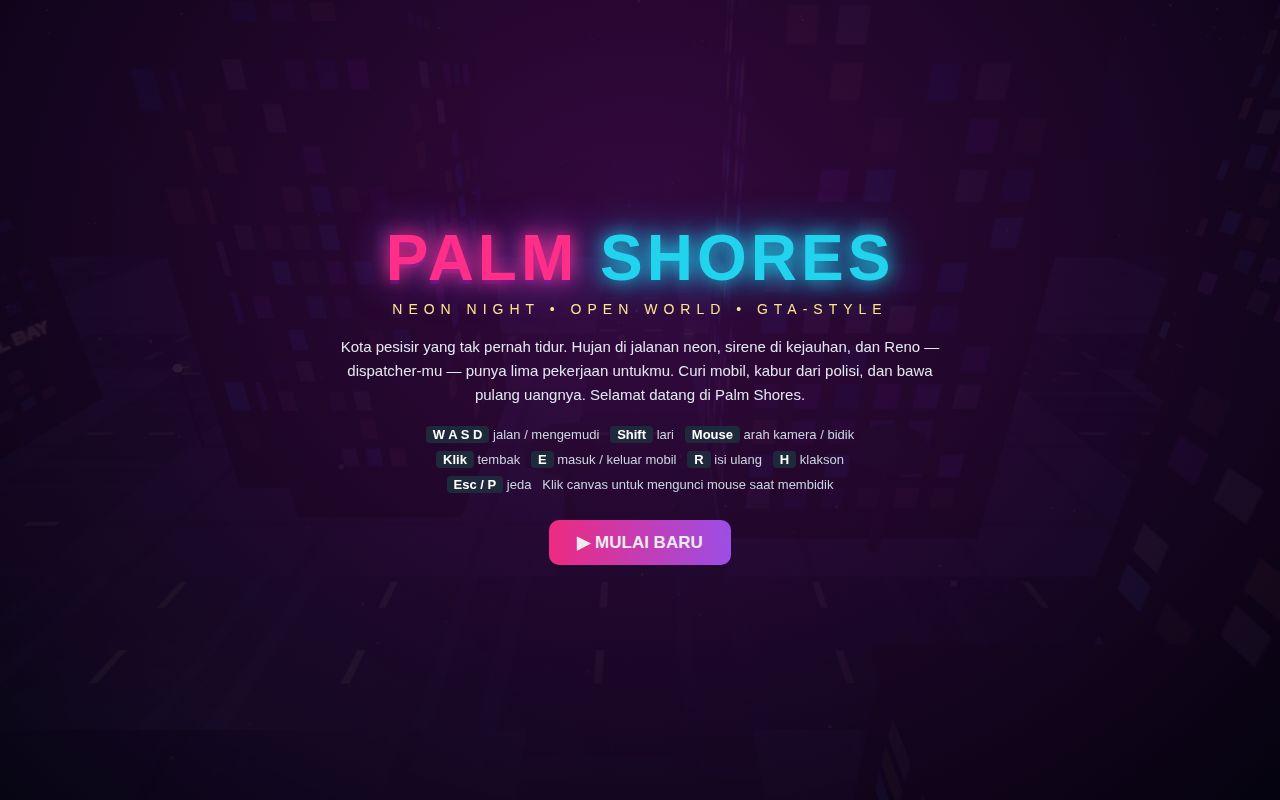 PALM SHORES
NEON NIGHT • OPEN WORLD • GTA-STYLE
Kota pesisir yang tak pernah tidur. Hujan di jalanan neon, sirene di kejauhan, dan Reno —
dispatcher-mu — punya lima pekerjaan untukmu. Curi mobil, kabur dari polisi, dan bawa
pulang uangnya. Selamat datang di Palm Shores.
W A S D jalan / mengemudi Shift lari Mouse arah kamera / bidik
Klik tembak E masuk / keluar mobil R isi ulang H klakson
Esc / P jeda Klik canvas untuk mengunci mouse saat membidik
▶ MULAI BARU
BAY